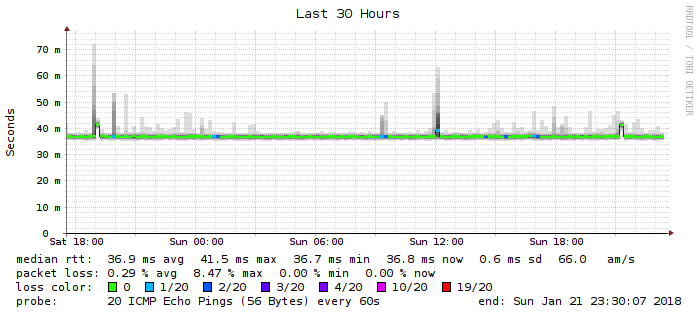 Last 30 Hours
RRDTOOL / TOBI OETIKER
Seconds
70 m
60 m
50 m
40 m
30 m
20 m
10 m
0
Sat 18:00 Sun 00:00 Sun 06:00 Sun 12:00 Sun 18:00
median rtt: 36.9 ms avg 41.5 ms max 36.7 ms min 36.8 ms now 0.6 ms sd 66.0 am/s
packet loss: 0.29 % avg 8.47 % max 0.00 % min 0.00 % now
loss color: 0 1/20 2/20 3/20 4/20 10/20 19/20
probe: 20 ICMP Echo Pings (56 Bytes) every 60s end: Sun Jan 21 23:30:07 2018